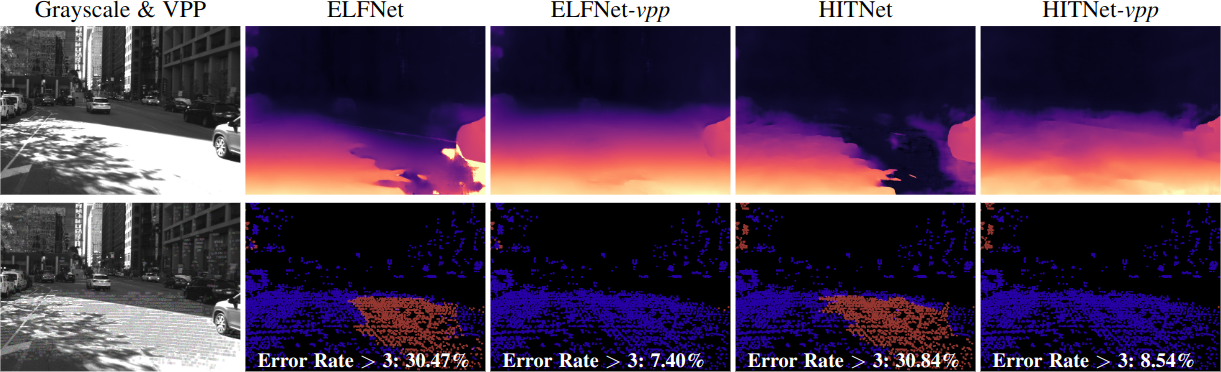 Grayscale & VPP ELFNet ELFNet-vpp HITNet HITNet-vpp
Error Rate > 3: 30.47% Error Rate > 3: 7.40% Error Rate > 3: 30.84% Error Rate > 3: 8.54%